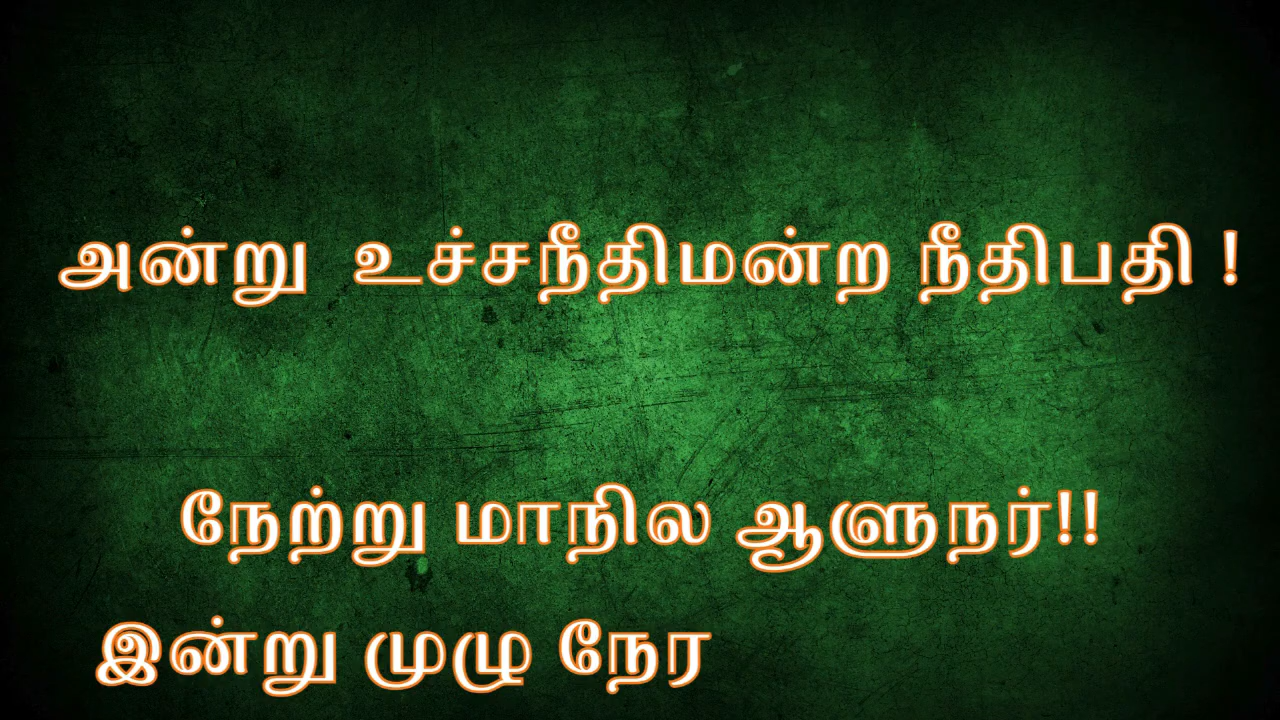 அன்று உச்சநீதிமன்ற நீதிபதி !
நேற்று மாநில ஆளுநர்!!
இன்று முழு நேர